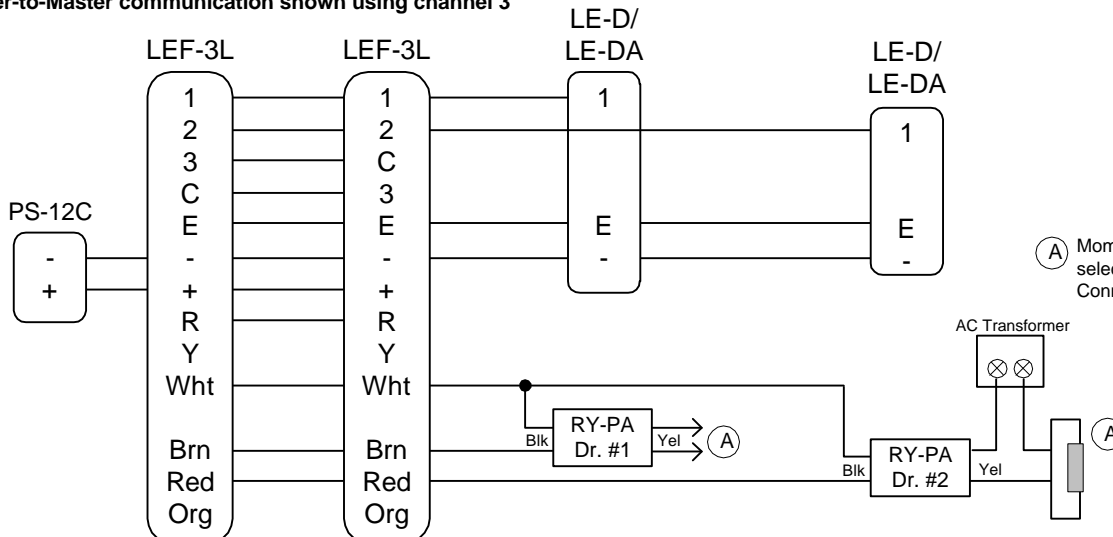 er-to-Master communication shown using channel 3
LEF-3L
LEF-3L
LE-D/
LE-DA
LE-D/
LE-DA
PS-12C
-
+
1
2
3
C
E
-
+
R
Y
Wht
Brn
Red
Org
1
2
C
3
E
-
+
R
Y
Wht
Brn
Red
Org
1
E
-
1
E
-
A
Mom
selec
Conn
AC Transformer
Blk
RY-PA
Dr. #1
Yel
A
Blk
RY-PA
Dr. #2
Yel
A